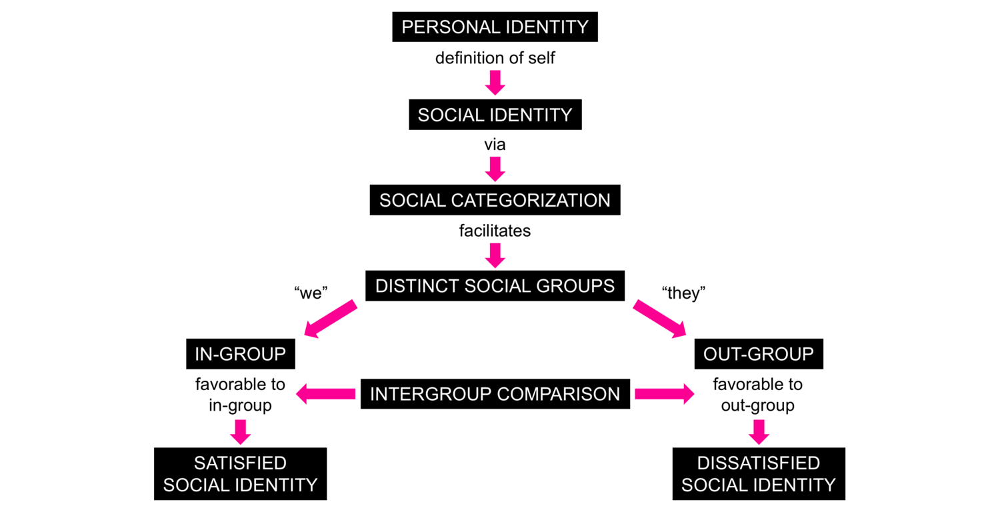 PERSONAL IDENTITY
definition of self
SOCIAL IDENTITY
via
SOCIAL CATEGORIZATION
facilitates
DISTINCT SOCIAL GROUPS
“we”
“they”
IN-GROUP
OUT-GROUP
favorable to
in-group
INTERGROUP COMPARISON
favorable to
out-group
SATISFIED
SOCIAL IDENTITY
DISSATISFIED
SOCIAL IDENTITY